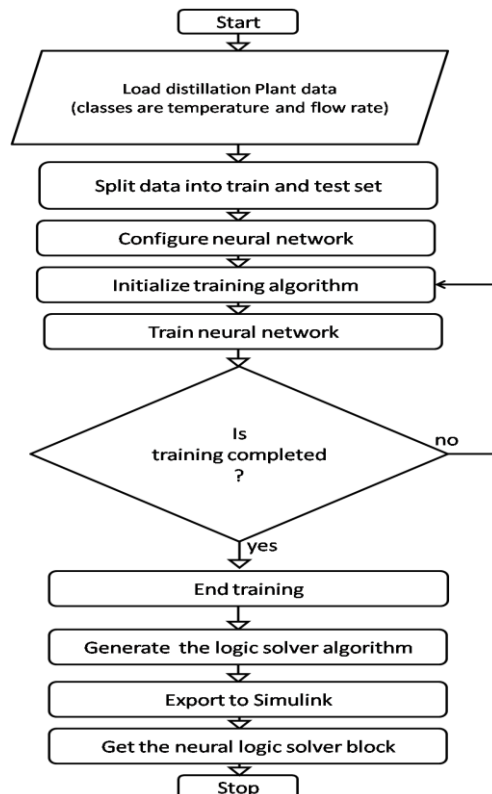 Start
Load distillation Plant data
(classes are temperature and flow rate)
Split data into train and test set
Configure neural network
Initialize training algorithm
Train neural network
Is
training completed
?
no
yes
End training
Generate the logic solver algorithm
Export to Simulink
Get the neural logic solver block
Stop